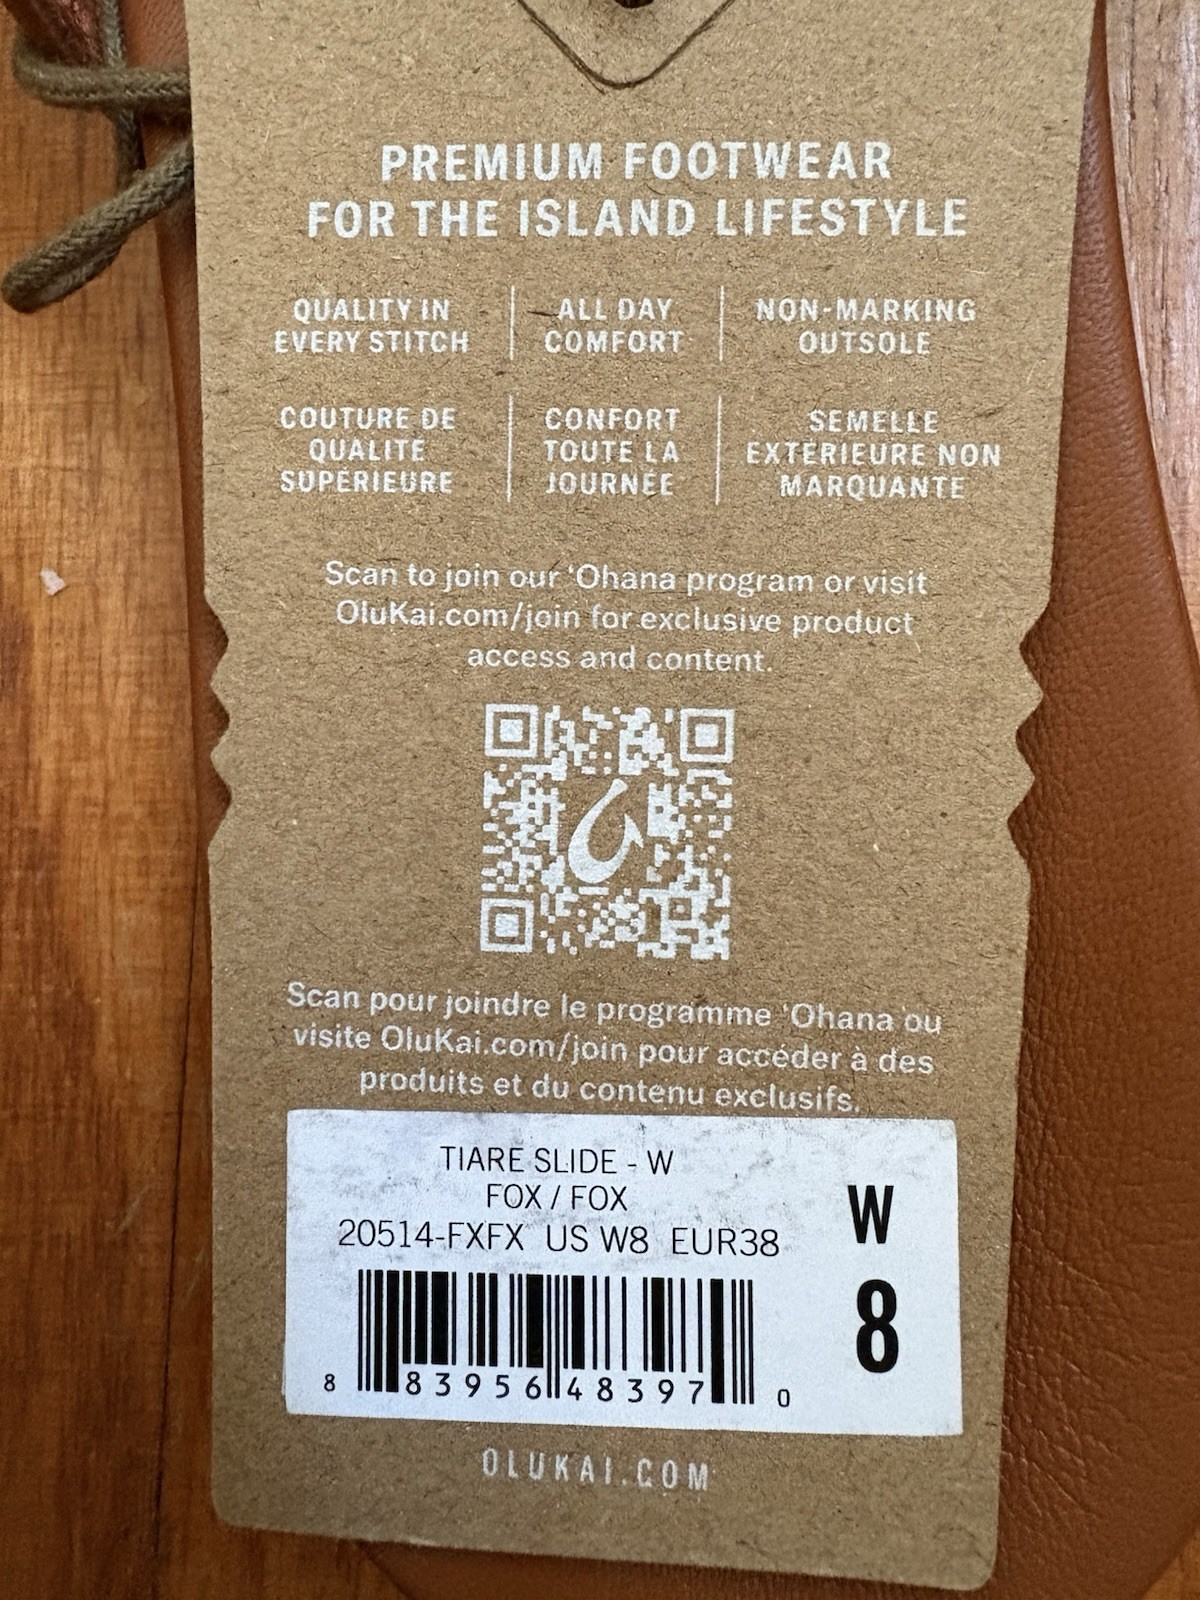 PREMIUM FOOTWEAR
FOR THE ISLAND LIFESTYLE
QUALITY IN
EVERY STITCH
ALL DAY
COMFORT
NON-MARKING
OUTSOLE
COUTURE DE
QUALITÉ
SUPÉRIEURE
CONFORT
TOUTE LA
JOURNÉE
SEMELLE
EXTÉRIEURE NON
MARQUANTE
Scan to join our ‘Ohana program or visit
OluKai.com/join for exclusive product
access and content.
Scan pour joindre le programme ‘Ohana ou
visite OluKai.com/join pour accéder à des
produits et du contenu exclusifs.
TIARE SLIDE - W
FOX / FOX
20514-FXFX US W8 EUR38
W
8
8 83956 48397 0
OLUKAI.COM